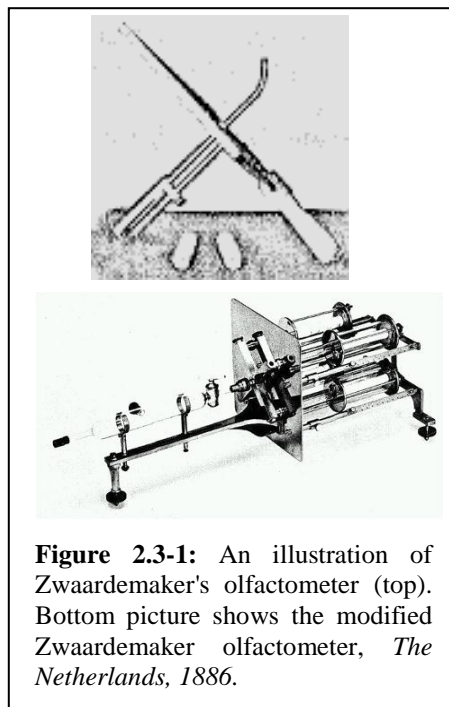 Figure 2.3-1: An illustration of
Zwaardemaker's olfactometer (top).
Bottom picture shows the modified
Zwaardemaker olfactometer, The
Netherlands, 1886.